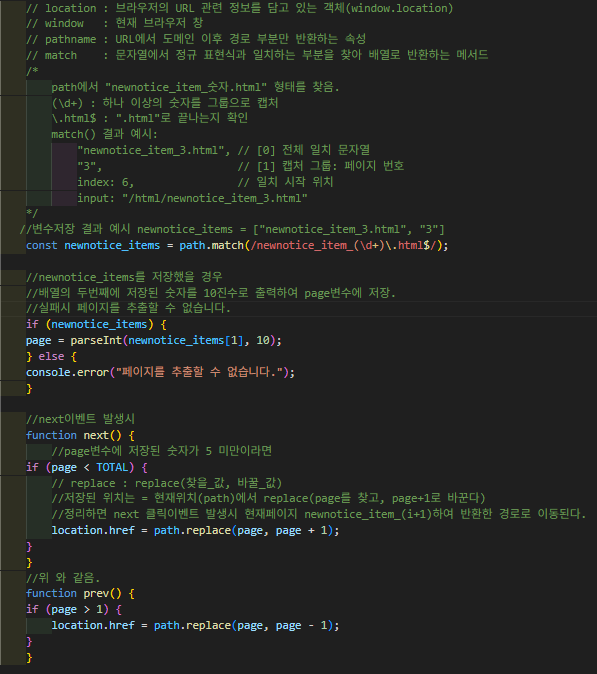 // location : 브라우저의 URL 관련 정보를 담고 있는 객체(window.location)
// window   : 현재 브라우저 창
// pathname : URL에서 도메인 이후 경로 부분만 반환하는 속성
// match    : 문자열에서 정규 표현식과 일치하는 부분을 찾아 배열로 반환하는 메서드
/*
    path에서 "newnotice_item_숫자.html" 형태를 찾음.
    (\d+) : 하나 이상의 숫자를 그룹으로 캡처
    \.html$ : ".html"로 끝나는지 확인
    match() 결과 예시:
        "newnotice_item_3.html", // [0] 전체 일치 문자열
        "3",                     // [1] 캡처 그룹: 페이지 번호
        index: 6,                // 일치 시작 위치
        input: "/html/newnotice_item_3.html"
*/
//변수저장 결과 예시 newnotice_items = ["newnotice_item_3.html", "3"]
const newnotice_items = path.match(/newnotice_item_(\d+)\.html$/);

//newnotice_items를 저장했을 경우
//배열의 두번째에 저장된 숫자를 10진수로 출력하여 page변수에 저장.
//실패시 페이지를 추출할 수 없습니다.
if (newnotice_items) {
page = parseInt(newnotice_items[1], 10);
} else {
console.error("페이지를 추출할 수 없습니다.");
}

//next이벤트 발생시
function next() {
    //page변수에 저장된 숫자가 5 미만이라면
if (page < TOTAL) {
    // replace : replace(찾을_값, 바꿀_값)
    //저장된 위치는 = 현재위치(path)에서 replace(page를 찾고, page+1로 바꾼다)
    //정리하면 next 클릭이벤트 발생시 현재페이지 newnotice_item_(i+1)하여 반환한 경로로 이동된다.
    location.href = path.replace(page, page + 1);
}
}
//위 와 같음.
function prev() {
if (page > 1) {
    location.href = path.replace(page, page - 1);
}
}